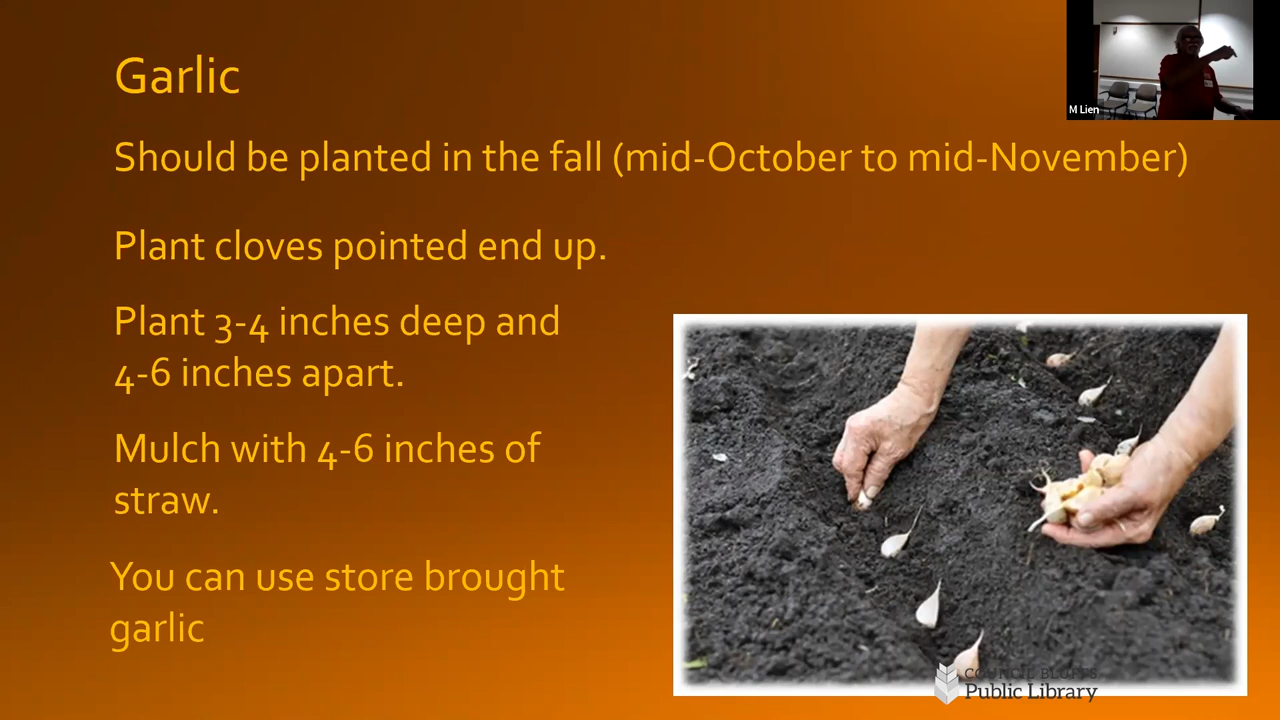 Garlic
M Lien
Should be planted in the fall (mid-October to mid-November)
Plant cloves pointed end up.
Plant 3-4 inches deep and
4-6 inches apart.
Mulch with 4-6 inches of
straw.
You can use store brought
garlic
COUNCIL BLUFFS
Public Library